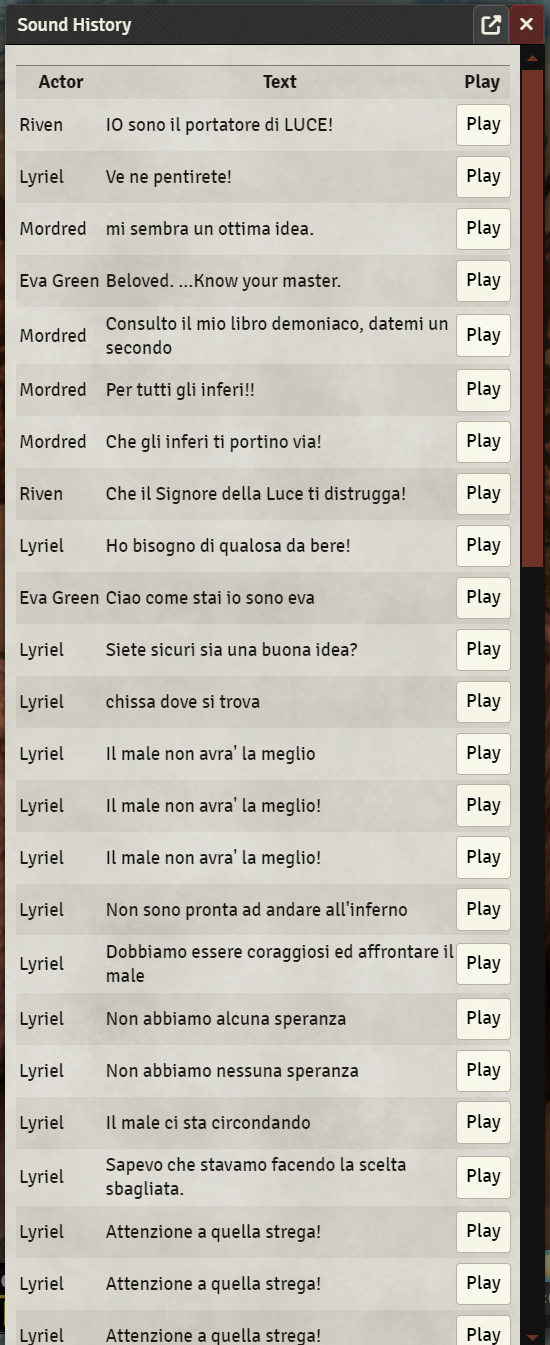 Sound History
Actor Text Play
Riven IO sono il portatore di LUCE! Play
Lyriel Ve ne pentirete! Play
Mordred mi sembra un ottima idea. Play
Eva Green Beloved. ...Know your master. Play
Mordred Consulto il mio libro demoniaco, datemi un Play
secondo
Mordred Per tutti gli inferi!! Play
Mordred Che gli inferi ti portino via! Play
Riven Che il Signore della Luce ti distrugga! Play
Lyriel Ho bisogno di qualosa da bere! Play
Eva Green Ciao come stai io sono eva Play
Lyriel Siete sicuri sia una buona idea? Play
Lyriel chissa dove si trova Play
Lyriel Il male non avra' la meglio Play
Lyriel Il male non avra' la meglio! Play
Lyriel Il male non avra' la meglio! Play
Lyriel Non sono pronta ad andare all'inferno Play
Lyriel Dobbiamo essere coraggiosi ed affrontare il Play
male
Lyriel Non abbiamo alcuna speranza Play
Lyriel Non abbiamo nessuna speranza Play
Lyriel Il male ci sta circondando Play
Lyriel Sapevo che stavamo facendo la scelta Play
sbagliata.
Lyriel Attenzione a quella strega! Play
Lyriel Attenzione a quella strega! Play
Lyriel Attenzione a quella strega! Play